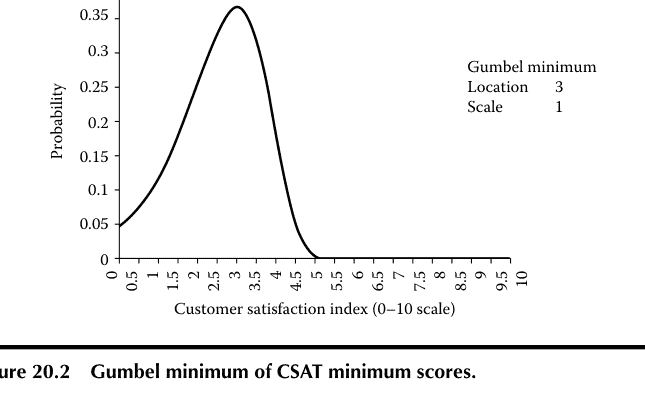 0.35
0.3
0.25
0.2
0.15
0.1
0.05
0
Probability
Gumbel minimum
Location 3
Scale 1
0 0.5 1 1.5 2 2.5 3 3.5 4 4.5 5 5.5 6 6.5 7 7.5 8 8.5 9 9.5 10
Customer satisfaction index (0–10 scale)
ure 20.2 Gumbel minimum of CSAT minimum scores.